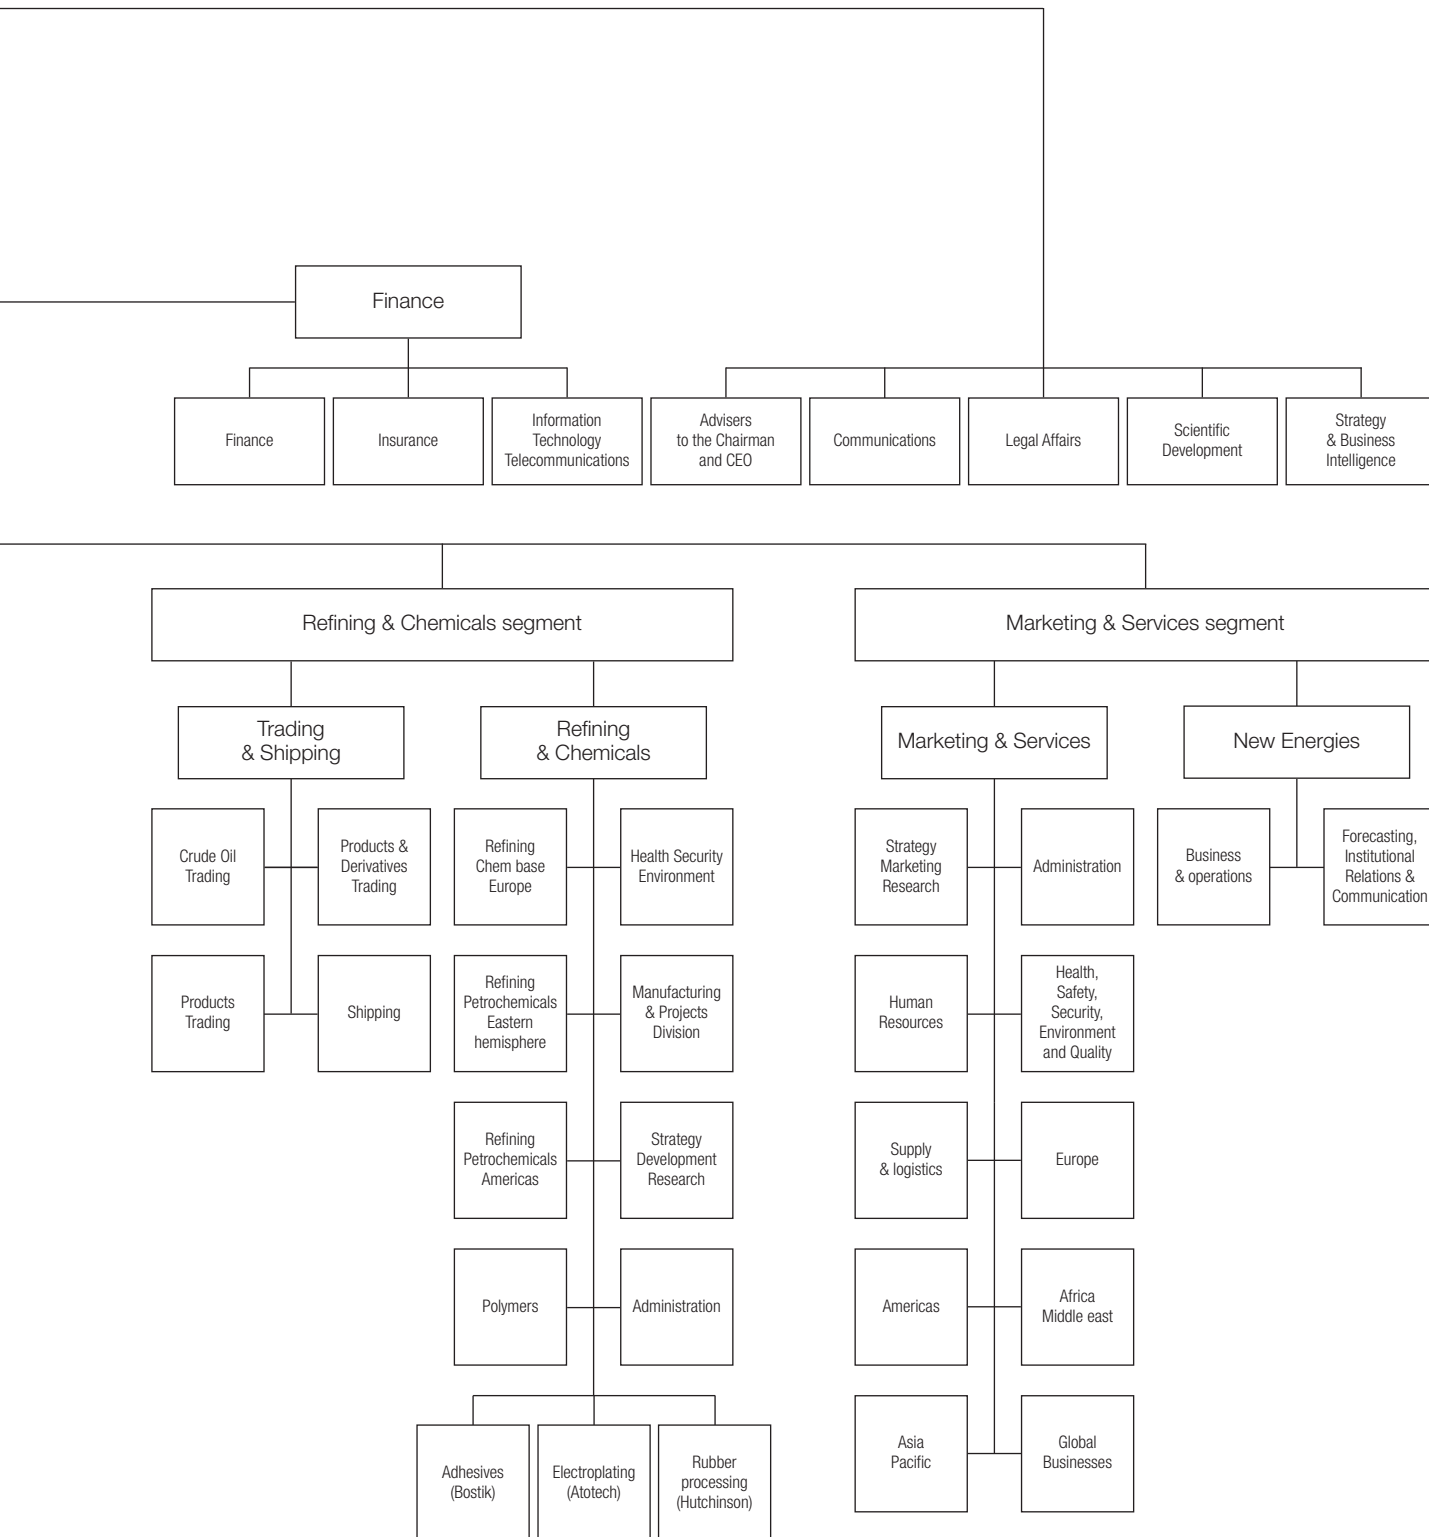 Finance
Finance
Insurance
Information
Technology
Telecommunications
Advisers
to the Chairman
and CEO
Communications
Legal Affairs
Scientific
Development
Strategy
& Business
Intelligence
Refining & Chemicals segment
Marketing & Services segment
Trading
& Shipping
Refining
& Chemicals
Marketing & Services
New Energies
Crude Oil
Trading
Products &
Derivatives
Trading
Refining
Chem base
Europe
Health Security
Environment
Strategy
Marketing
Research
Administration
Business
& operations
Forecasting,
Institutional
Relations &
Communication
Products
Trading
Shipping
Refining
Petrochemicals
Eastern
hemisphere
Manufacturing
& Projects
Division
Human
Resources
Health,
Safety,
Security,
Environment
and Quality
Refining
Petrochemicals
Americas
Strategy
Development
Research
Supply
& logistics
Europe
Polymers
Administration
Americas
Africa
Middle east
Adhesives
(Bostik)
Electroplating
(Atotech)
Rubber
processing
(Hutchinson)
Asia
Pacific
Global
Businesses